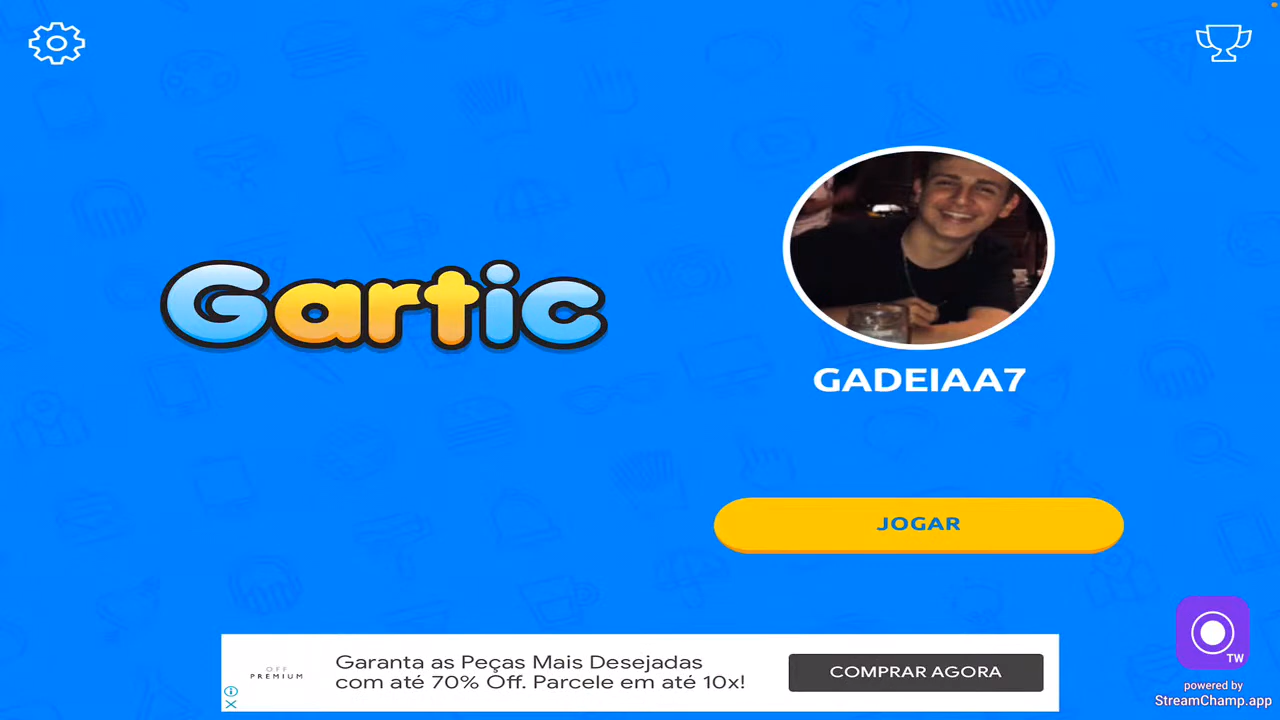 Gartic
GADEIAA7
JOGAR
OFF
PREMIUM
Garanta as Peças Mais Desejadas
com até 70% Off. Parcele em até 10x!
COMPRAR AGORA
TW
powered by
StreamChamp.app